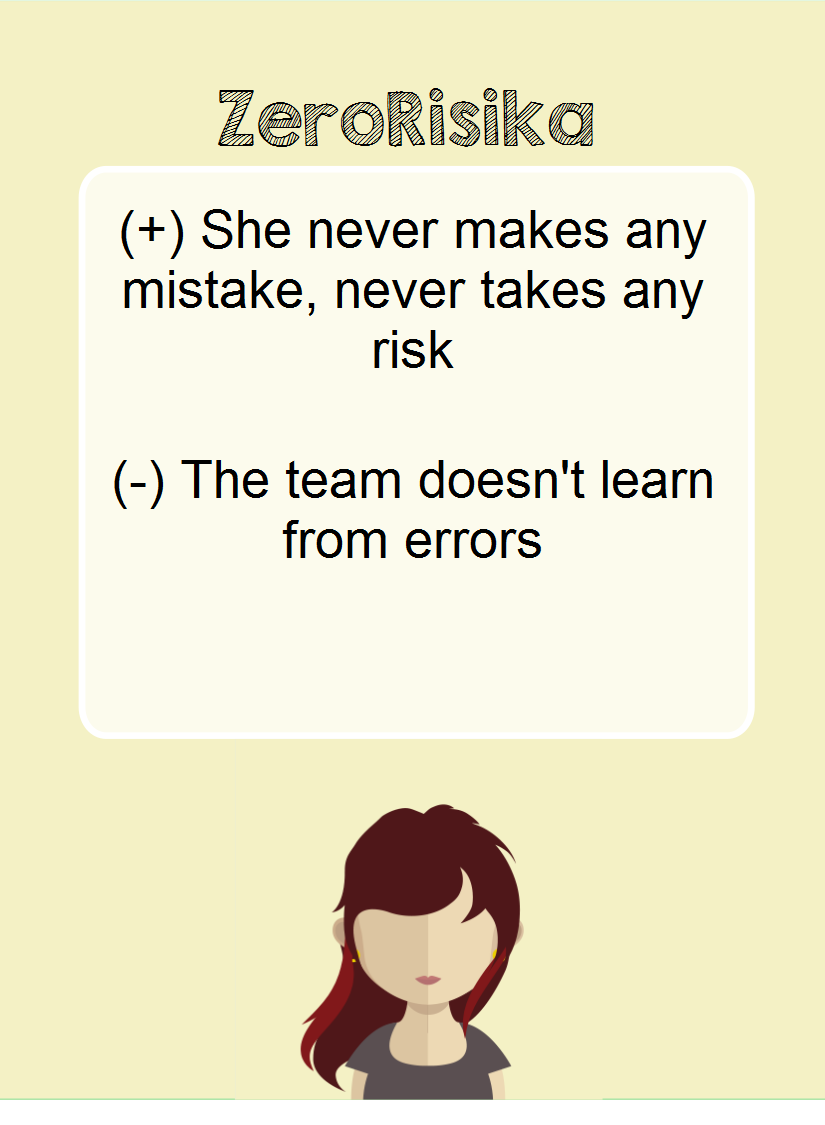 ZeroRisika
(+) She never makes any
mistake, never takes any
risk
(-) The team doesn't learn
from errors